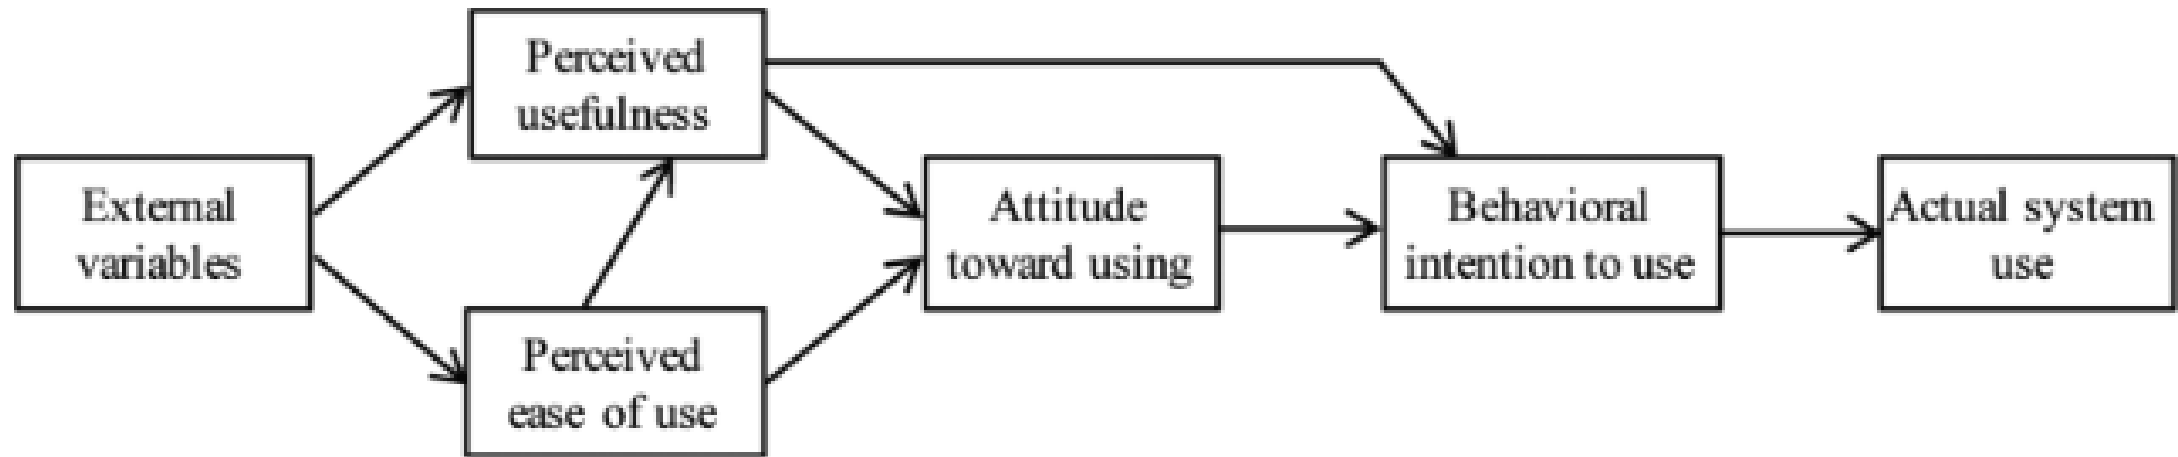 Perceived
usefulness
External
variables
Perceived
ease of use
Attitude
toward using
Behavioral
intention to use
Actual system
use